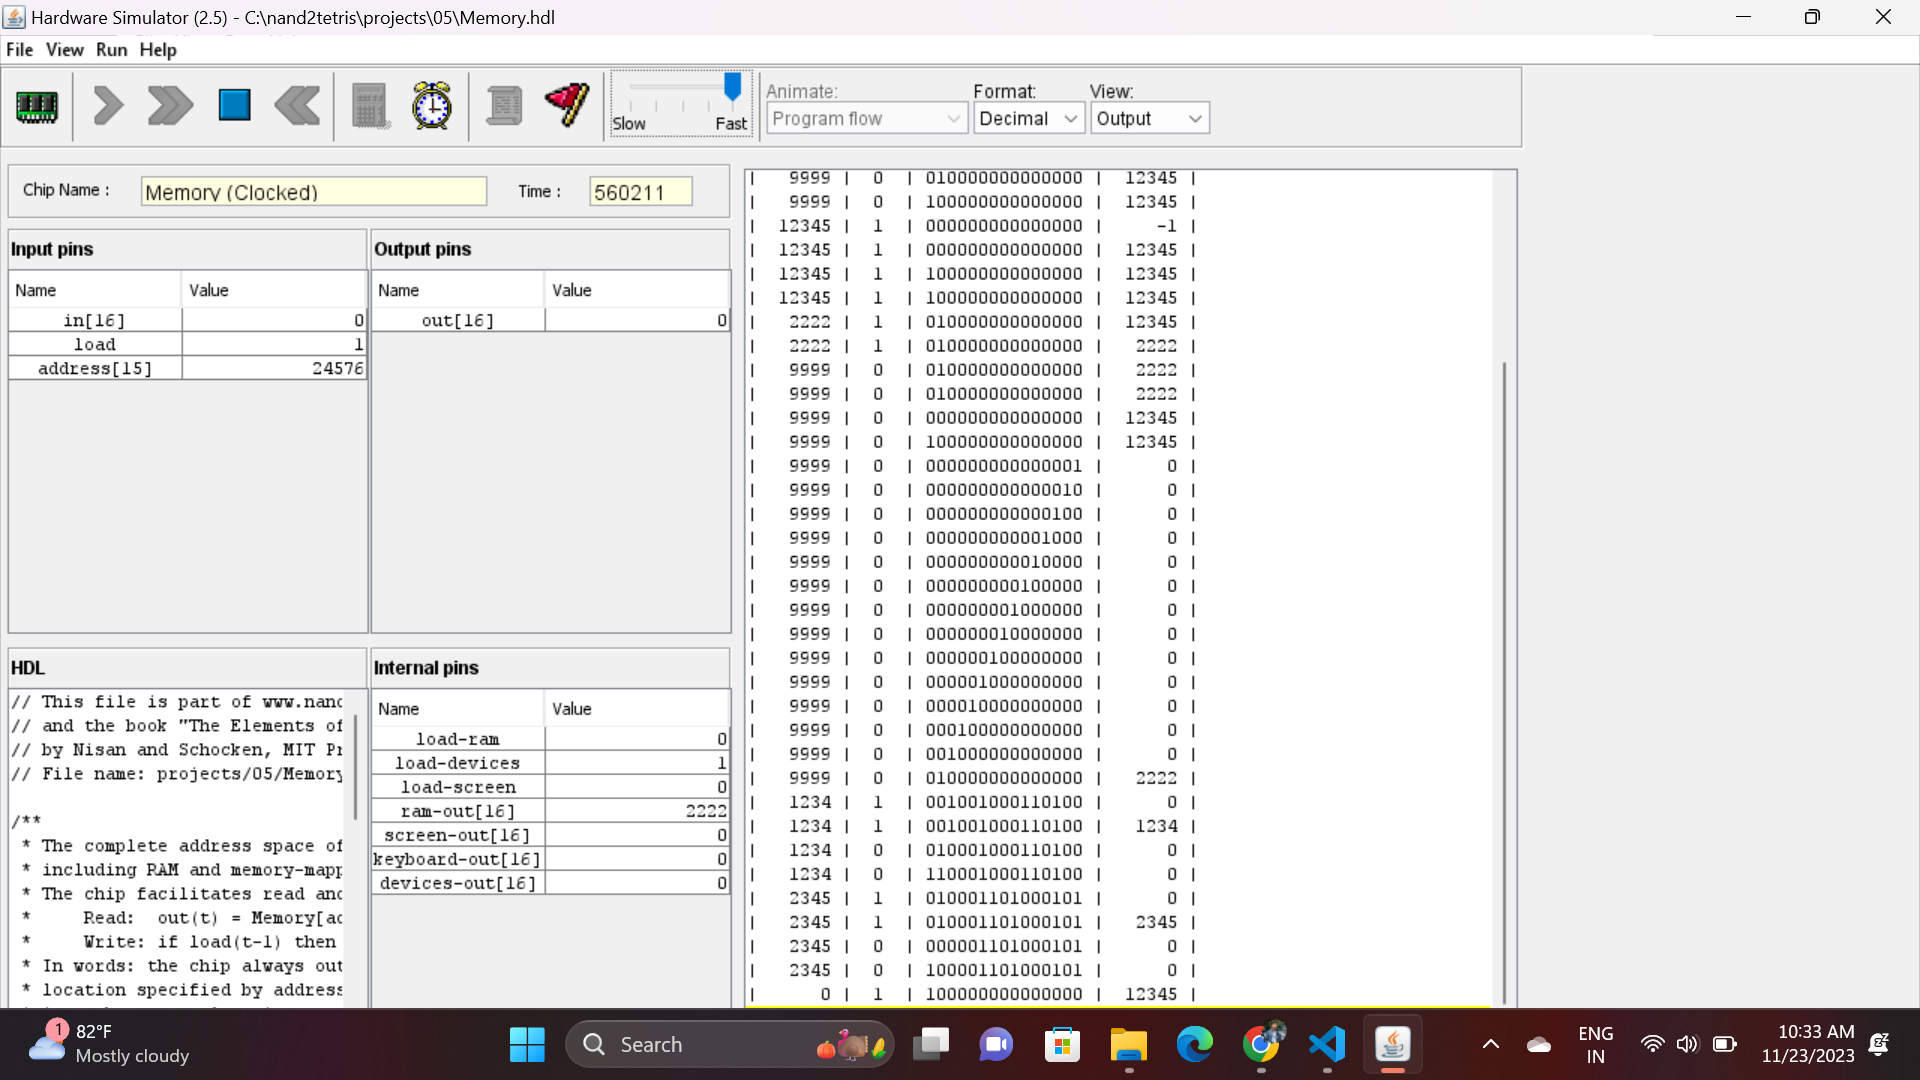 Hardware Simulator (2.5) - C:\nand2tetris\projects\05\Memory.hdl
File View Run Help
Slow Fast
Animate: Format: View:
Program flow Decimal Output
Chip Name : Memory (Clocked) Time : 560211
Input pins
Name Value
in[16] 0
load 1
address[15] 24576
Output pins
Name Value
out[16] 0
HDL
// This file is part of www.nand
// and the book "The Elements of
// by Nisan and Schocken, MIT Pr
// File name: projects/05/Memory
/**
* The complete address space of
* including RAM and memory-mapp
* The chip facilitates read and
* Read: out(t) = Memory[ad
* Write: if load(t-1) then
* In words: the chip always out
* location specified by address
Internal pins
Name Value
load-ram 0
load-devices 1
load-screen 0
ram-out[16] 2222
screen-out[16] 0
keyboard-out[16] 0
devices-out[16] 0
| 9999 | 0 | 010000000000000 | 12345 |
| 9999 | 0 | 100000000000000 | 12345 |
| 12345 | 1 | 000000000000000 | -1 |
| 12345 | 1 | 000000000000000 | 12345 |
| 12345 | 1 | 100000000000000 | 12345 |
| 12345 | 1 | 100000000000000 | 12345 |
| 2222 | 1 | 010000000000000 | 12345 |
| 2222 | 1 | 010000000000000 | 2222 |
| 9999 | 0 | 010000000000000 | 2222 |
| 9999 | 0 | 010000000000000 | 2222 |
| 9999 | 0 | 000000000000000 | 12345 |
| 9999 | 0 | 100000000000000 | 12345 |
| 9999 | 0 | 000000000000001 | 0 |
| 9999 | 0 | 000000000000010 | 0 |
| 9999 | 0 | 000000000000100 | 0 |
| 9999 | 0 | 000000000001000 | 0 |
| 9999 | 0 | 000000000010000 | 0 |
| 9999 | 0 | 000000000100000 | 0 |
| 9999 | 0 | 000000001000000 | 0 |
| 9999 | 0 | 000000010000000 | 0 |
| 9999 | 0 | 000000100000000 | 0 |
| 9999 | 0 | 000001000000000 | 0 |
| 9999 | 0 | 000010000000000 | 0 |
| 9999 | 0 | 000100000000000 | 0 |
| 9999 | 0 | 001000000000000 | 0 |
| 9999 | 0 | 010000000000000 | 2222 |
| 1234 | 1 | 001001000110100 | 0 |
| 1234 | 1 | 001001000110100 | 1234 |
| 1234 | 0 | 010001000110100 | 0 |
| 1234 | 0 | 110001000110100 | 0 |
| 2345 | 1 | 010001101000101 | 0 |
| 2345 | 1 | 010001101000101 | 2345 |
| 2345 | 0 | 000001101000101 | 0 |
| 2345 | 0 | 100001101000101 | 0 |
| 0 | 1 | 100000000000000 | 12345 |
1 82°F
Mostly cloudy
Search
ENG
IN
10:33 AM
11/23/2023